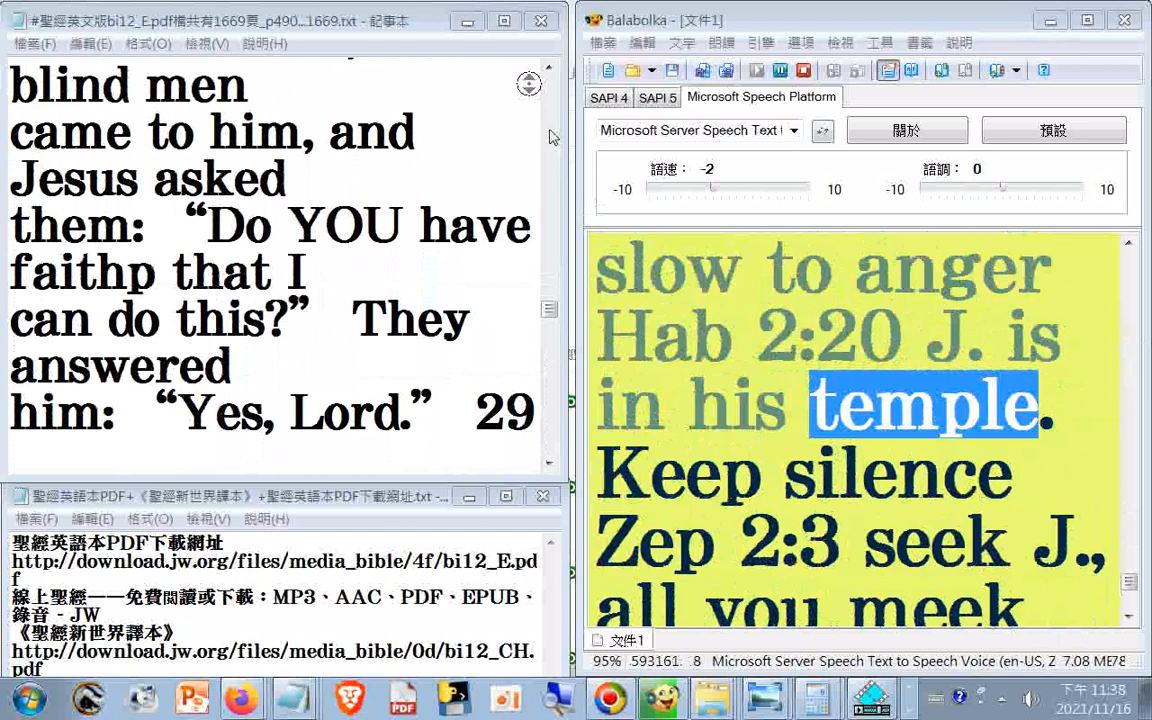 #聖經英文版bi12_E.pdf檔共有1669頁_p490...1669.txt - 記事本
檔案(F) 編輯(E) 格式(O) 檢視(V) 說明(H)
blind men
came to him, and
Jesus asked
them: “Do YOU have
faithp that I
can do this?” They
answered
him: “Yes, Lord.” 29
聖經英語本PDF+《聖經新世界譯本》+聖經英語本PDF下載網址.txt - ...
檔案(F) 編輯(E) 格式(O) 檢視(V) 說明(H)
聖經英語本PDF下載網址
http://download.jw.org/files/media_bible/4f/bi12_E.pd
f
線上聖經——免費閱讀或下載：MP3、AAC、PDF、EPUB、
錄音 - JW
《聖經新世界譯本》
http://download.jw.org/files/media_bible/0d/bi12_CH.
pdf
Balabolka - [文件1]
檔案 編輯 文字 朗讀 引擎 選項 檢視 工具 書籤 說明
SAPI 4 SAPI 5 Microsoft Speech Platform
Microsoft Server Speech Text 關於 預設
語速： -2 語調： 0
-10 10 -10 10
slow to anger
Hab 2:20 J. is
in his temple.
Keep silence
Zep 2:3 seek J.,
all you meek
文件1
95% .593161. .8 Microsoft Server Speech Text to Speech Voice (en-US, Z 7.08 ME78
PDF
下午 11:38
2021/11/16